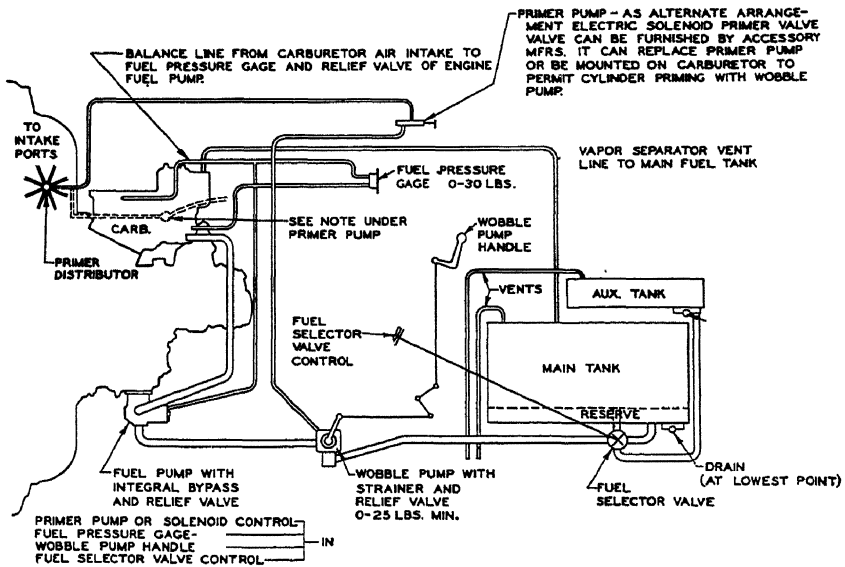 PRIMER PUMP - AS ALTERNATE ARRANGE-
MENT ELECTRIC SOLENOID PRIMER VALVE
VALVE CAN BE FURNISHED BY ACCESSORY
MFRS. IT CAN REPLACE PRIMER PUMP
OR BE MOUNTED ON CARBURETOR TO
PERMIT CYLINDER PRIMING WITH WOBBLE
PUMP.
BALANCE LINE FROM CARBURETOR AIR INTAKE TO
FUEL PRESSURE GAGE AND RELIEF VALVE OF ENGINE
FUEL PUMP.
TO
INTAKE
PORTS
VAPOR SEPARATOR VENT
LINE TO MAIN FUEL TANK
FUEL PRESSURE
GAGE 0-30 LBS.
CARB.
SEE NOTE UNDER
PRIMER PUMP
WOBBLE
PUMP
HANDLE
PRIMER
DISTRIBUTOR
VENTS
AUX. TANK
FUEL
SELECTOR
VALVE
CONTROL
MAIN TANK
RESERVE
FUEL PUMP WITH
INTEGRAL BYPASS
AND RELIEF VALVE
WOBBLE PUMP WITH
STRAINER AND
RELIEF VALVE
0-25 LBS. MIN.
FUEL
SELECTOR VALVE
DRAIN
(AT LOWEST POINT)
PRIMER PUMP OR SOLENOID CONTROL
FUEL PRESSURE GAGE-
WOBBLE PUMP HANDLE
FUEL SELECTOR VALVE CONTROL
IN